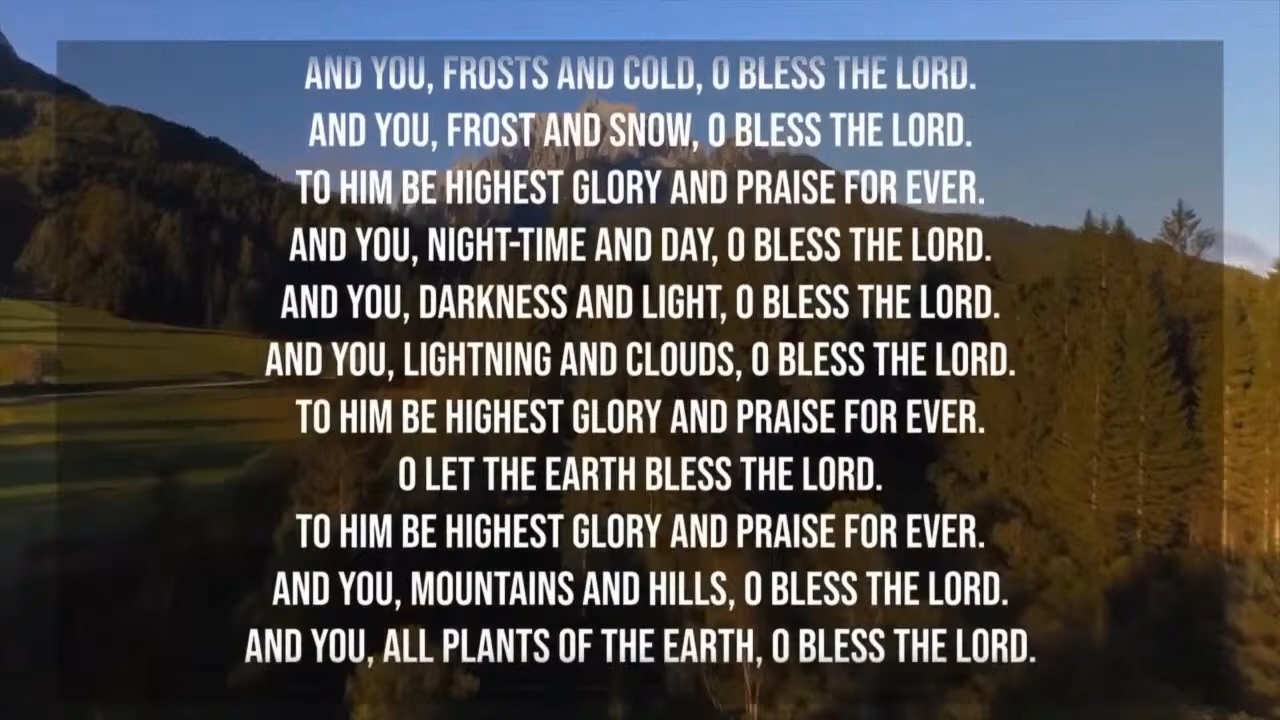 AND YOU, FROSTS AND COLD, O BLESS THE LORD.
AND YOU, FROST AND SNOW, O BLESS THE LORD.
TO HIM BE HIGHEST GLORY AND PRAISE FOR EVER.
AND YOU, NIGHT-TIME AND DAY, O BLESS THE LORD.
AND YOU, DARKNESS AND LIGHT, O BLESS THE LORD.
AND YOU, LIGHTNING AND CLOUDS, O BLESS THE LORD.
TO HIM BE HIGHEST GLORY AND PRAISE FOR EVER.
O LET THE EARTH BLESS THE LORD.
TO HIM BE HIGHEST GLORY AND PRAISE FOR EVER.
AND YOU, MOUNTAINS AND HILLS, O BLESS THE LORD.
AND YOU, ALL PLANTS OF THE EARTH, O BLESS THE LORD.